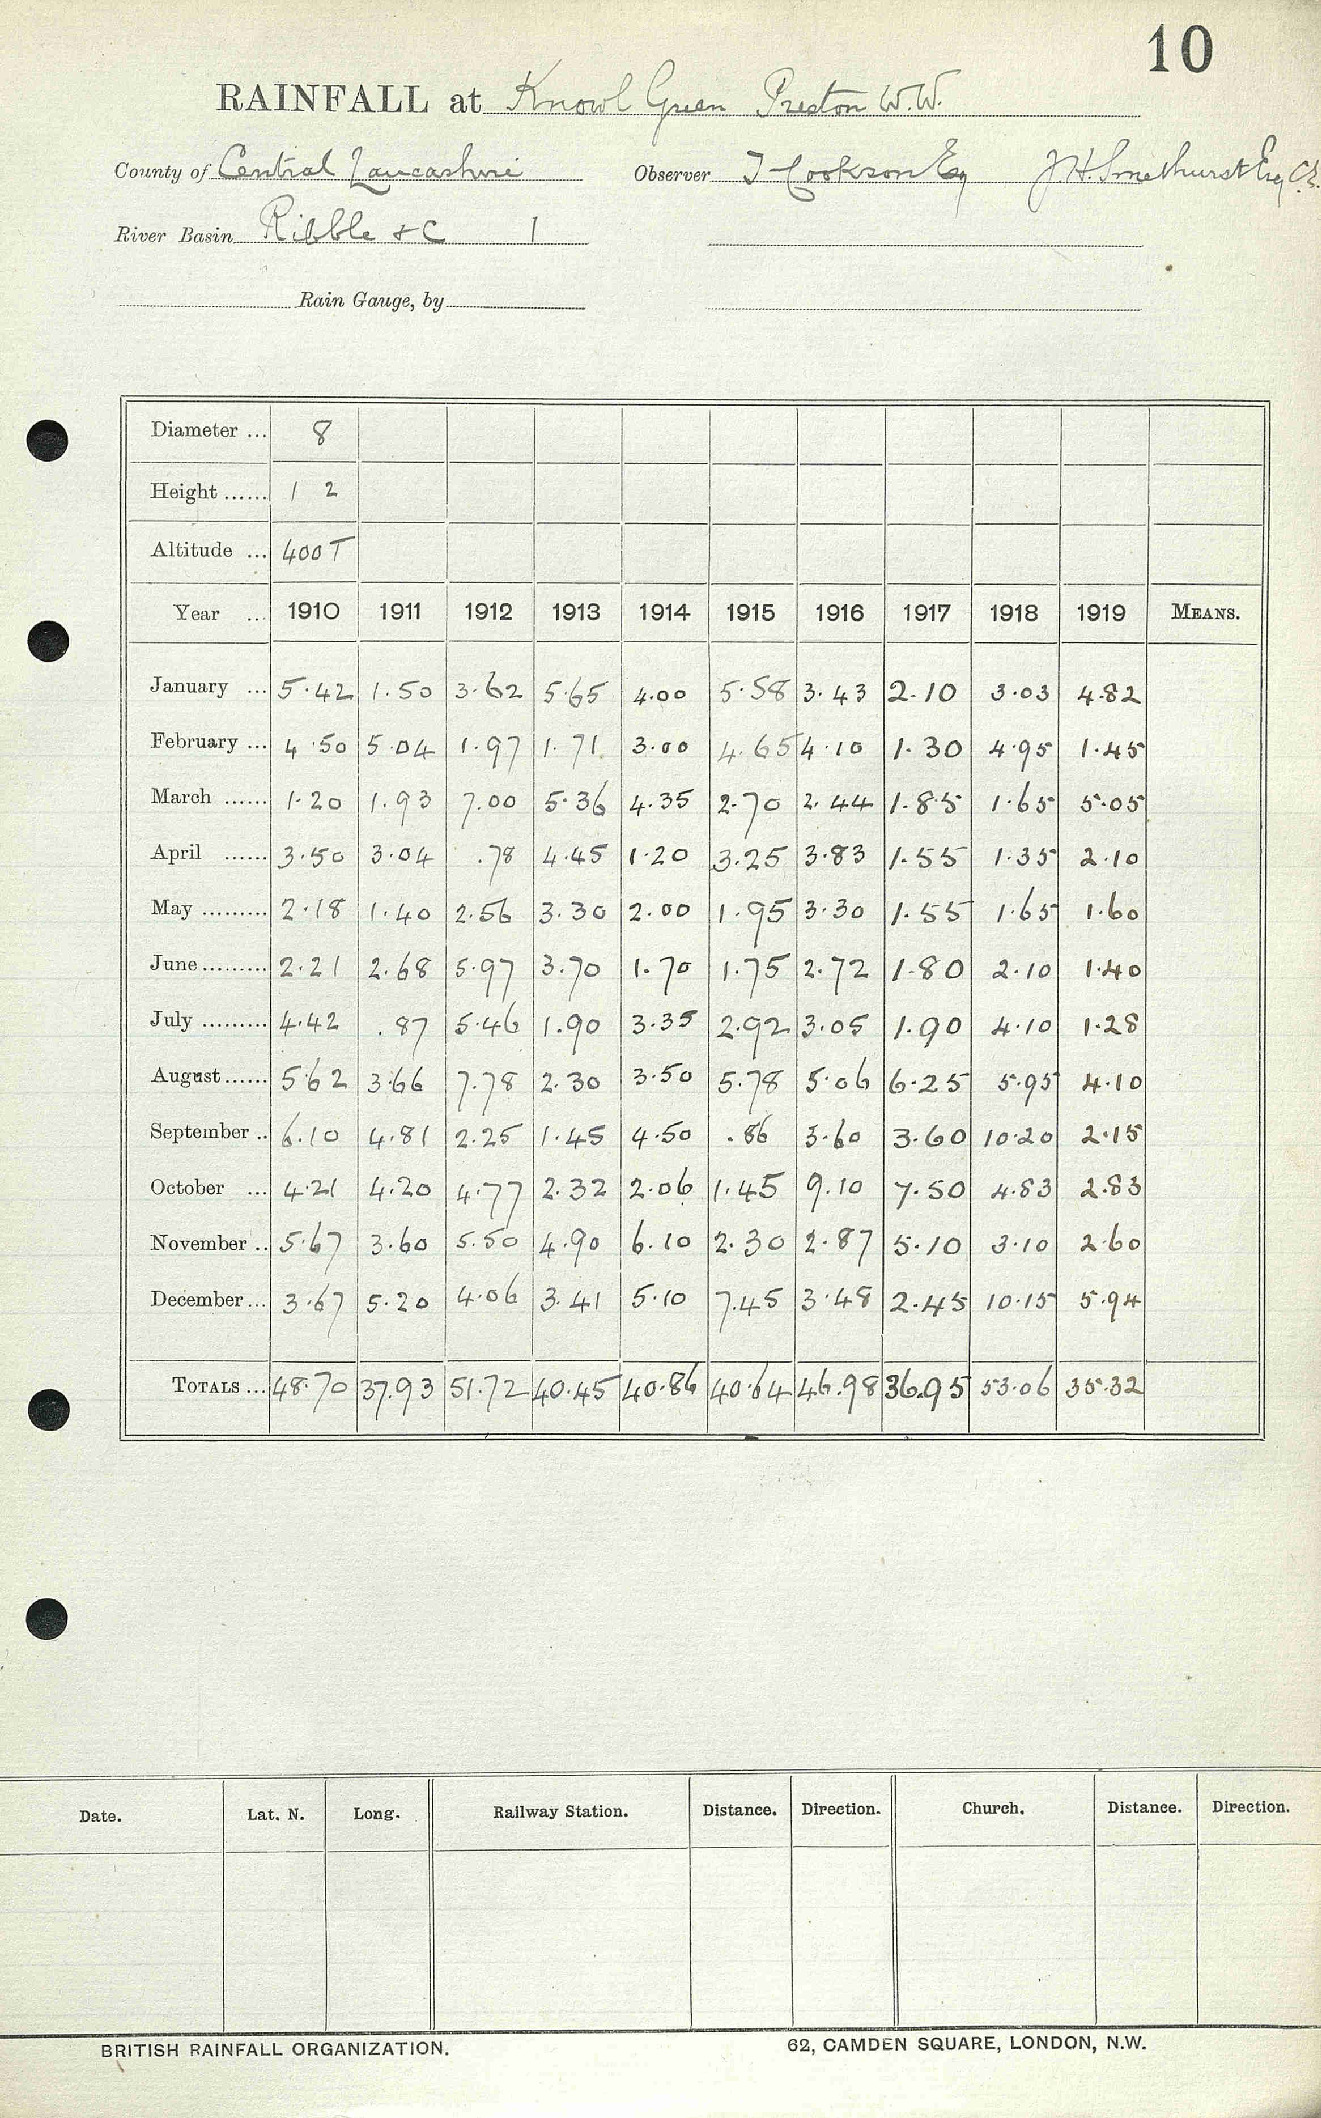 10
RAINFALL at Knowl Green Preston W.W.
County of Central Lancashire Observer T Cookson Esq J H Smethurst Esq C.E.
River Basin Ribble & C 1
Rain Gauge, by
Diameter ... 8
Height ...... 1 2
Altitude ... 400 T
Year ... 1910 1911 1912 1913 1914 1915 1916 1917 1918 1919 MEANS.
January ... 5.42 1.50 3.62 5.65 4.00 5.58 3.43 2.10 3.03 4.82
February ... 4.50 5.04 1.97 1.71 3.00 4.65 4.10 1.30 4.95 1.45
March ...... 1.20 1.93 7.00 5.36 4.35 2.70 2.44 1.85 1.65 5.05
April ...... 3.50 3.04 .78 4.45 1.20 3.25 3.83 1.55 1.35 2.10
May ......... 2.18 1.40 2.56 3.30 2.00 1.95 3.30 1.55 1.65 1.60
June ......... 2.21 2.68 5.97 3.70 1.70 1.75 2.72 1.80 2.10 1.40
July ......... 4.42 .87 5.46 1.90 3.35 2.92 3.05 1.90 4.10 1.28
August ...... 5.62 3.66 7.78 2.30 3.50 5.78 5.06 6.25 5.95 4.10
September .. 6.10 4.81 2.25 1.45 4.50 .86 3.60 3.60 10.20 2.15
October ... 4.21 4.20 4.77 2.32 2.06 1.45 9.10 7.50 4.83 2.83
November .. 5.67 3.60 5.50 4.90 6.10 2.30 2.87 5.10 3.10 2.60
December ... 3.67 5.20 4.06 3.41 5.10 7.45 3.48 2.45 10.15 5.94
TOTALS ... 48.70 37.93 51.72 40.45 40.86 40.64 46.98 36.95 53.06 35.32
Date. Lat. N. Long. Railway Station. Distance. Direction. Church. Distance. Direction.
BRITISH RAINFALL ORGANIZATION. 62, CAMDEN SQUARE, LONDON, N.W.